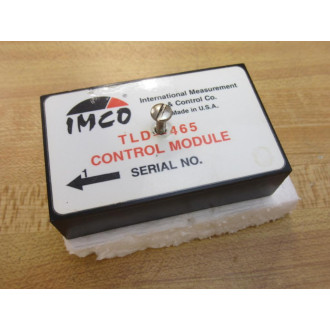 IMCO
International Measurement
& Control Co.
Made in U.S.A.
TLD 465
CONTROL MODULE
SERIAL NO.
1